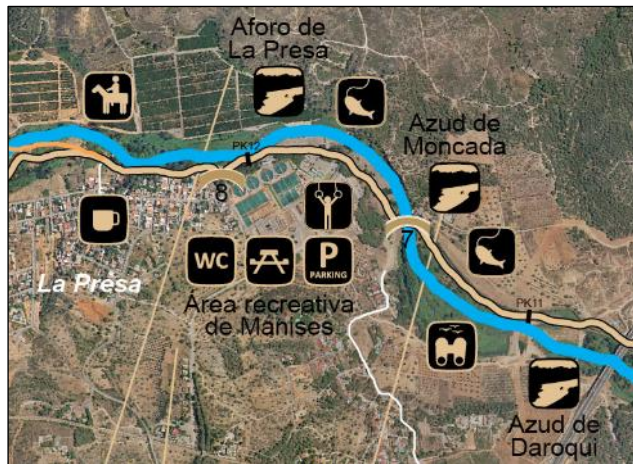 Aforo de
La Presa
Azud de
Moncada
PK12
8
7
WC
P
PARKING
La Presa
Área recreativa
de Manises
PK11
Azud de
Daroqui